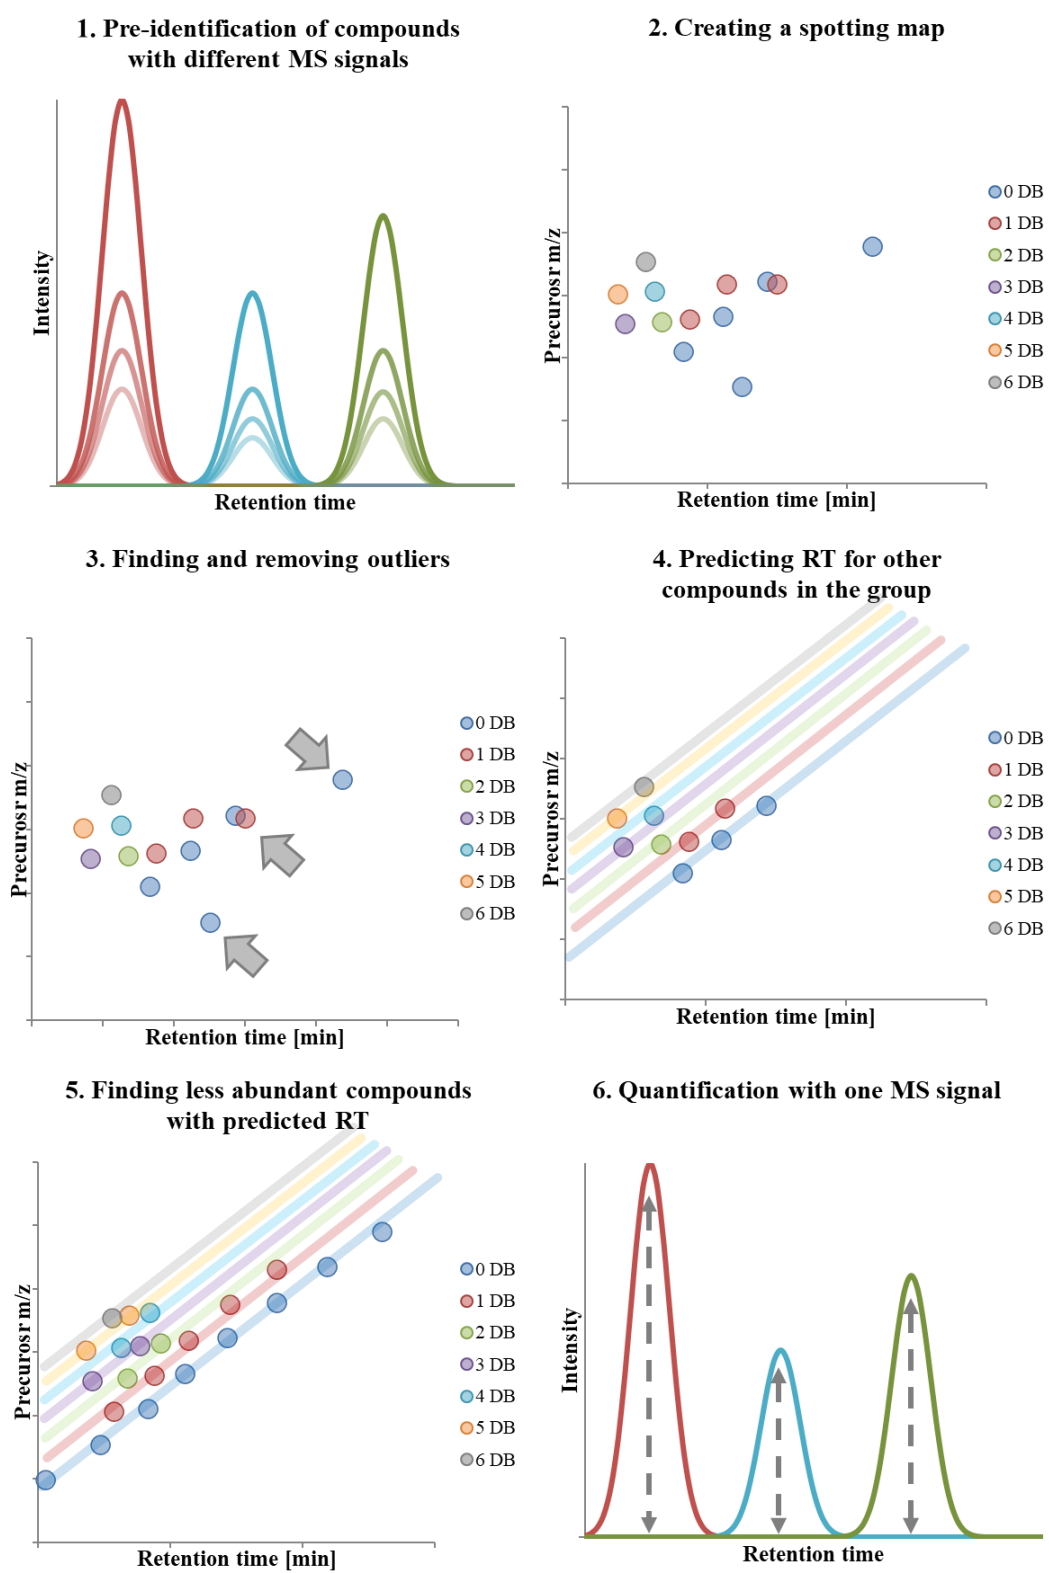 1. Pre-identification of compounds
with different MS signals
Intensity
Retention time
2. Creating a spotting map
Precurosr m/z
Retention time [min]
0 DB
1 DB
2 DB
3 DB
4 DB
5 DB
6 DB
3. Finding and removing outliers
Precurosr m/z
Retention time [min]
0 DB
1 DB
2 DB
3 DB
4 DB
5 DB
6 DB
4. Predicting RT for other
compounds in the group
Precurosr m/z
Retention time [min]
0 DB
1 DB
2 DB
3 DB
4 DB
5 DB
6 DB
5. Finding less abundant compounds
with predicted RT
Precurosr m/z
Retention time [min]
0 DB
1 DB
2 DB
3 DB
4 DB
5 DB
6 DB
6. Quantification with one MS signal
Intensity
Retention time